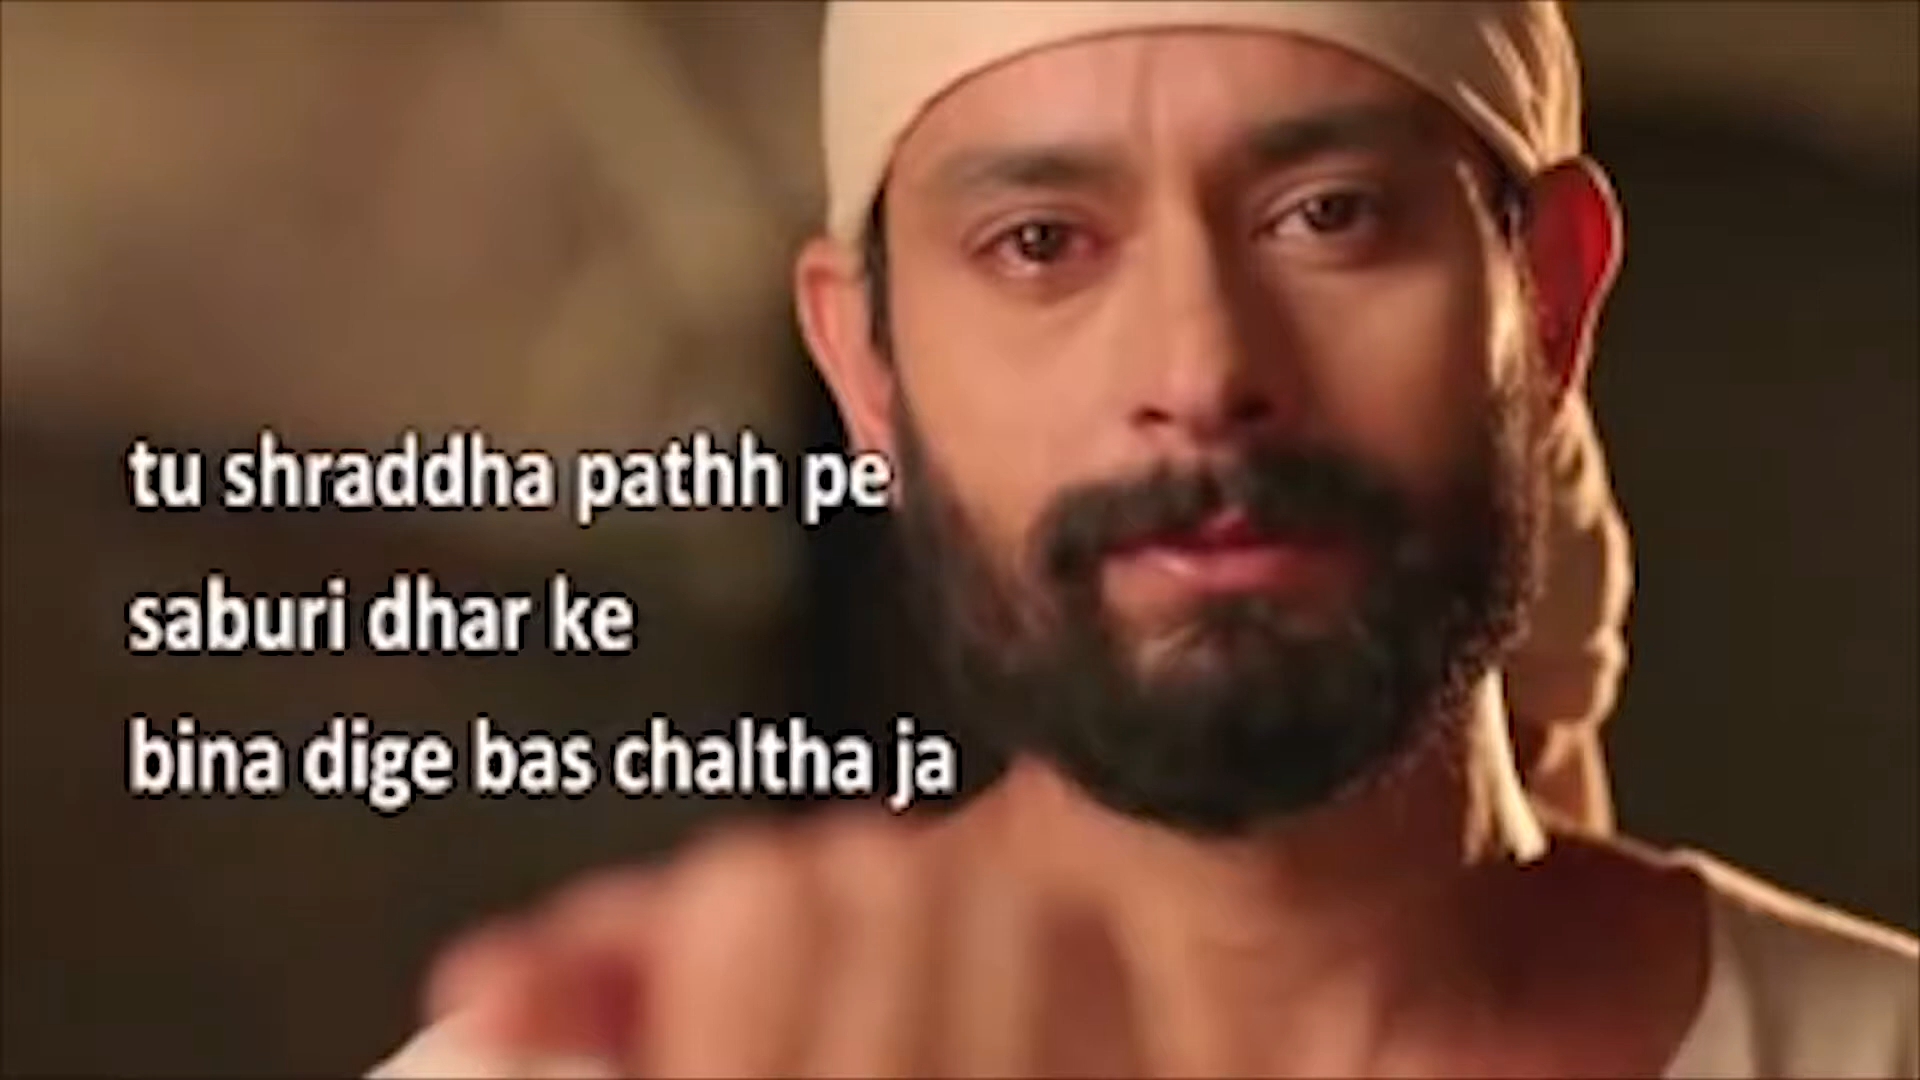 tu shraddha pathh pe
saburi dhar ke
bina dige bas chaltha ja